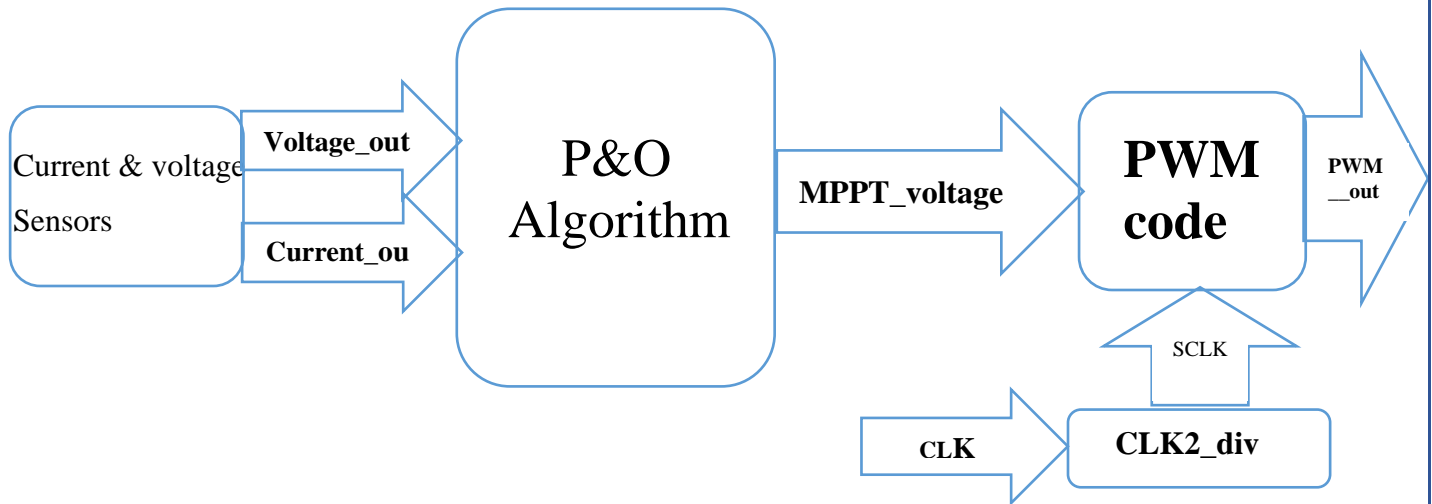 Current & voltage
Sensors
Voltage_out
Current_ou
P&O
Algorithm
MPPT_voltage
PWM
code
PWM
__out
SCLK
CLK
CLK2_div